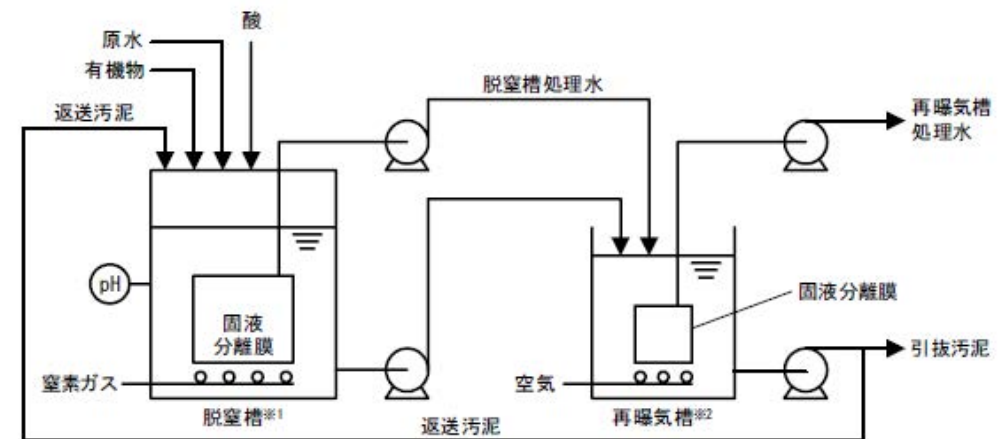 酸
原水
有機物
返送汚泥
脱窒槽処理水
再曝気槽
処理水
pH
固液
分離膜
固液分離膜
窒素ガス
空気
引抜汚泥
脱窒槽※1
再曝気槽※2
返送汚泥